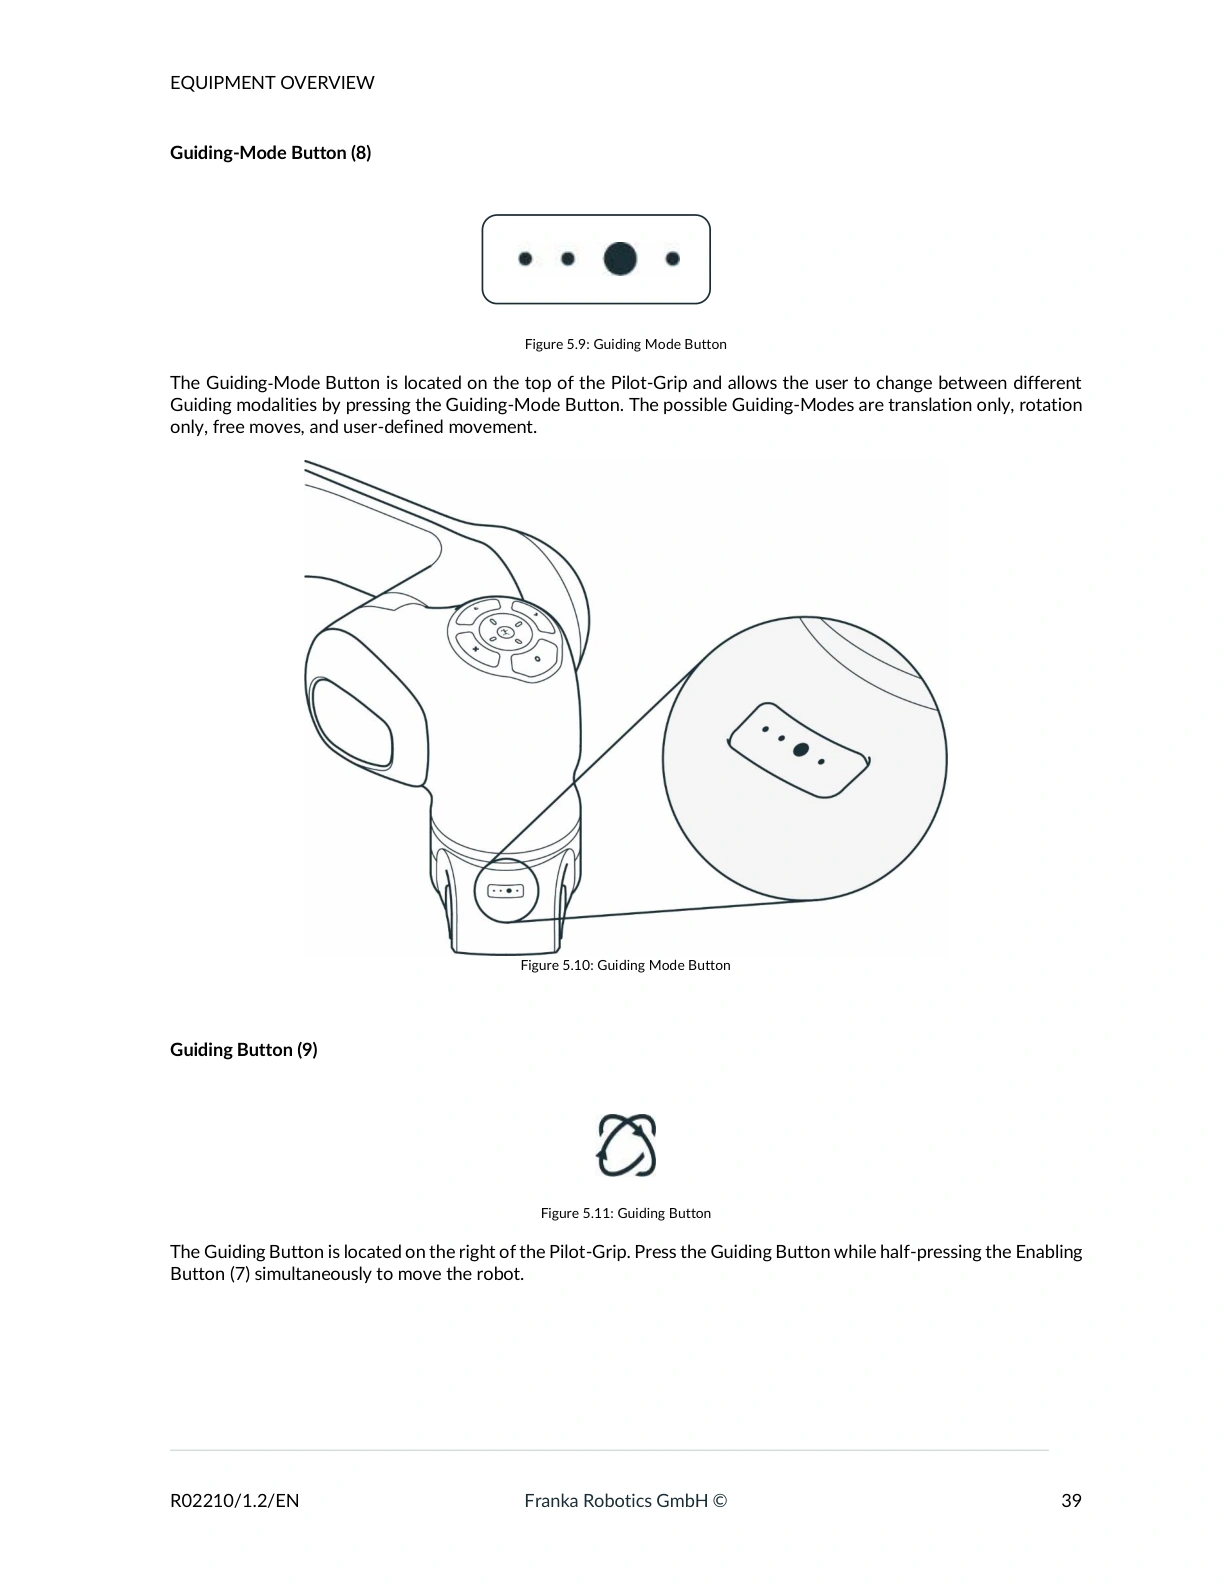 EQUIPMENT OVERVIEW
Guiding-Mode Button (8)
Figure 5.9: Guiding Mode Button
The Guiding-Mode Button is located on the top of the Pilot-Grip and allows the user to change between different
Guiding modalities by pressing the Guiding-Mode Button. The possible Guiding-Modes are translation only, rotation
only, free moves, and user-defined movement.
Figure 5.10: Guiding Mode Button
Guiding Button (9)
Figure 5.11: Guiding Button
The Guiding Button is located on the right of the Pilot-Grip. Press the Guiding Button while half-pressing the Enabling
Button (7) simultaneously to move the robot.
R02210/1.2/EN
Franka Robotics GmbH ©
39